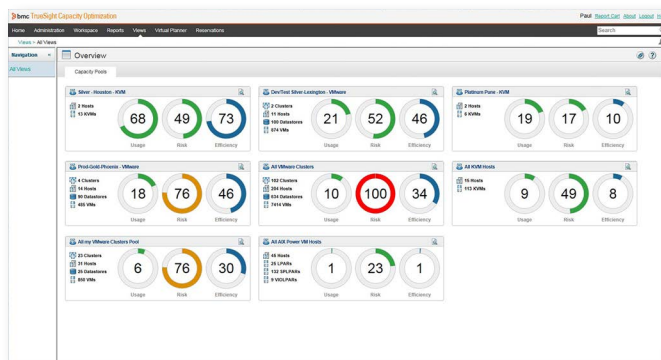 bmc TrueSight Capacity Optimization
Paul Report Cart About Logout
Home Administration Workspace Reports Views Virtual Planner Reservations
Search
Views > All Views
Navigation «
Overview
All Views
Capacity Pools
Silver - Houston - KVM
2 Hosts
13 KVMs
68 49 73
Usage Risk Efficiency
Dev/Test Silver-Lexington - VMware
2 Clusters
11 Hosts
100 Datastores
674 VMs
21 52 46
Usage Risk Efficiency
Platinum Pune - KVM
2 Hosts
6 KVMs
19 17 10
Usage Risk Efficiency
Prod-Gold-Phoenix - VMware
4 Clusters
14 Hosts
90 Datastores
VMs
18 76 46
Usage Risk Efficiency
All VMware Clusters
102 Clusters
204 Hosts
634 Datastores
7414 VMs
10 100 34
Usage Risk Efficiency
All KVM Hosts
15 Hosts
113 KVMs
9 49 8
Usage Risk Efficiency
All my VMware Clusters Pool
23 Clusters
31 Hosts
26 Datastores
850 VMs
6 76 30
Usage Risk Efficiency
All AIX Power VM Hosts
45 Hosts
25 LPARs
132 SPLPARs
9 VIOLPARs
1 23 1
Usage Risk Efficiency